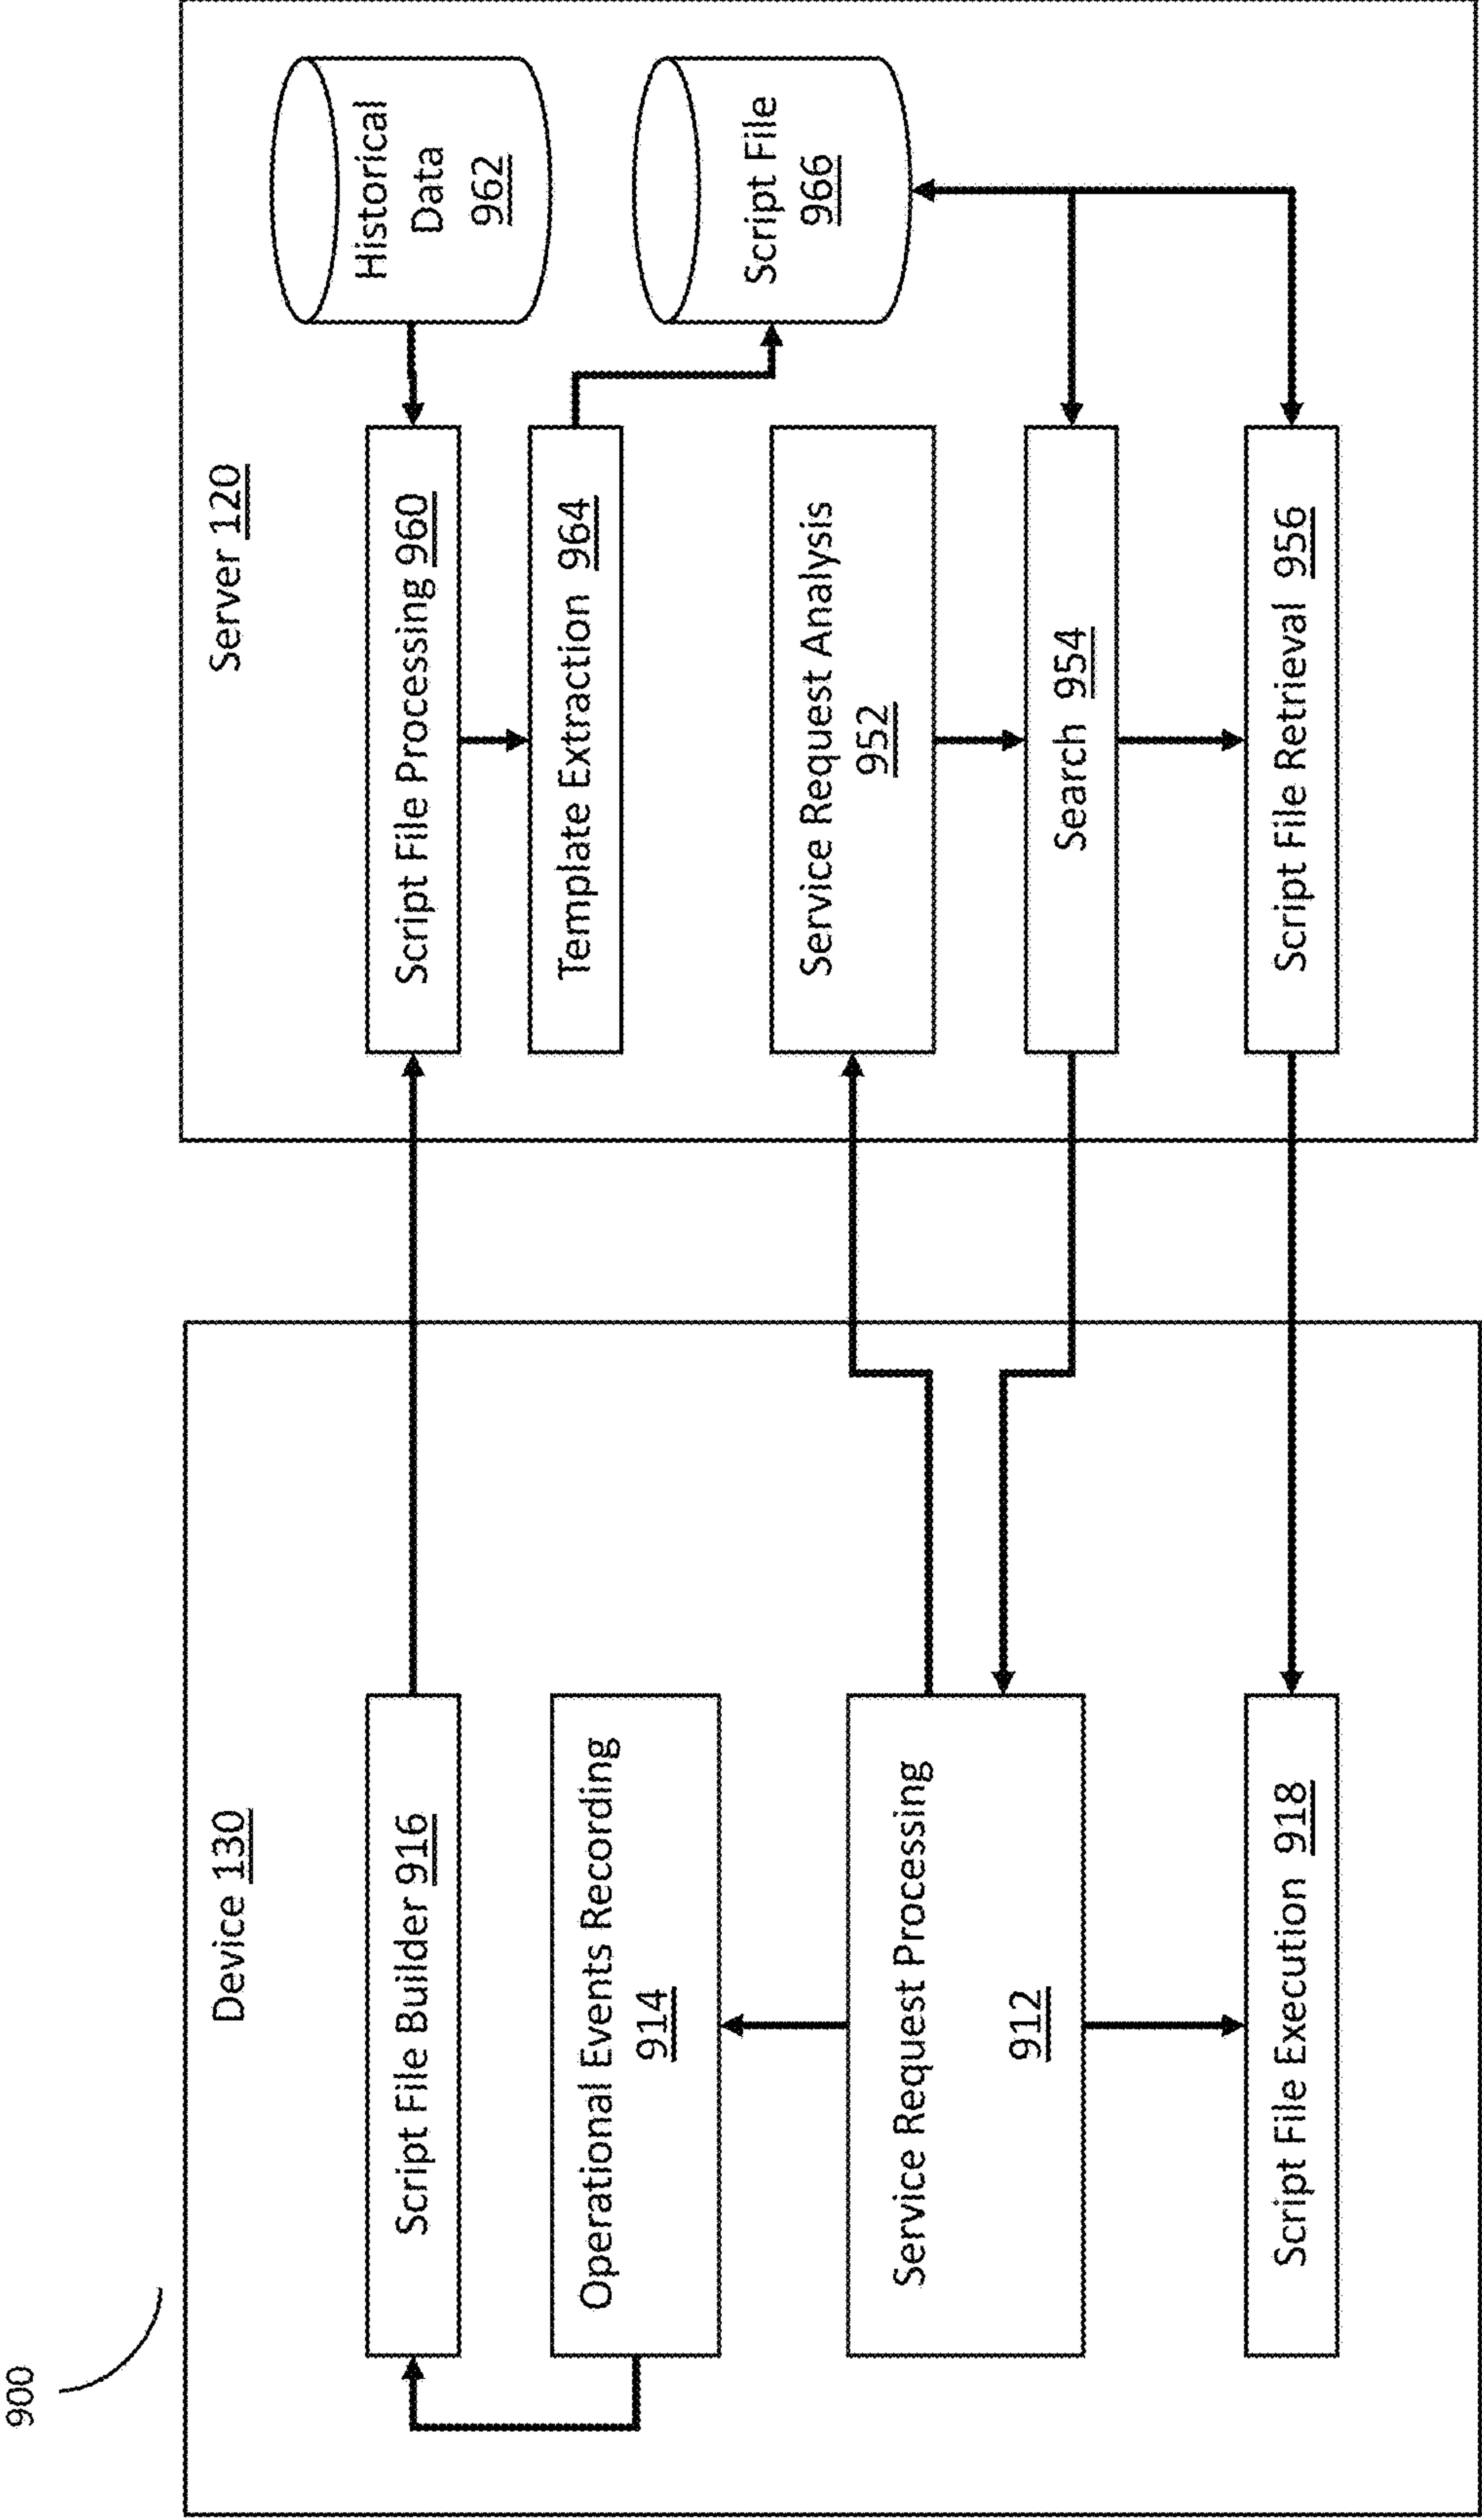 900
Device 130
Script File Builder 916
Operational Events Recording
914
Service Request Processing
912
Script File Execution 918
Server 120
Script File Processing 960
Template Extraction 964
Service Request Analysis
952
Search 954
Script File Retrieval 956
Historical
Data
962
Script File
966